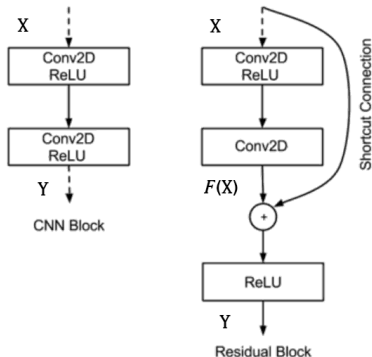 X
Conv2D
ReLU
Conv2D
ReLU
Y
CNN Block
X
Conv2D
ReLU
Conv2D
F(X)
+
ReLU
Y
Residual Block
Shortcut Connection